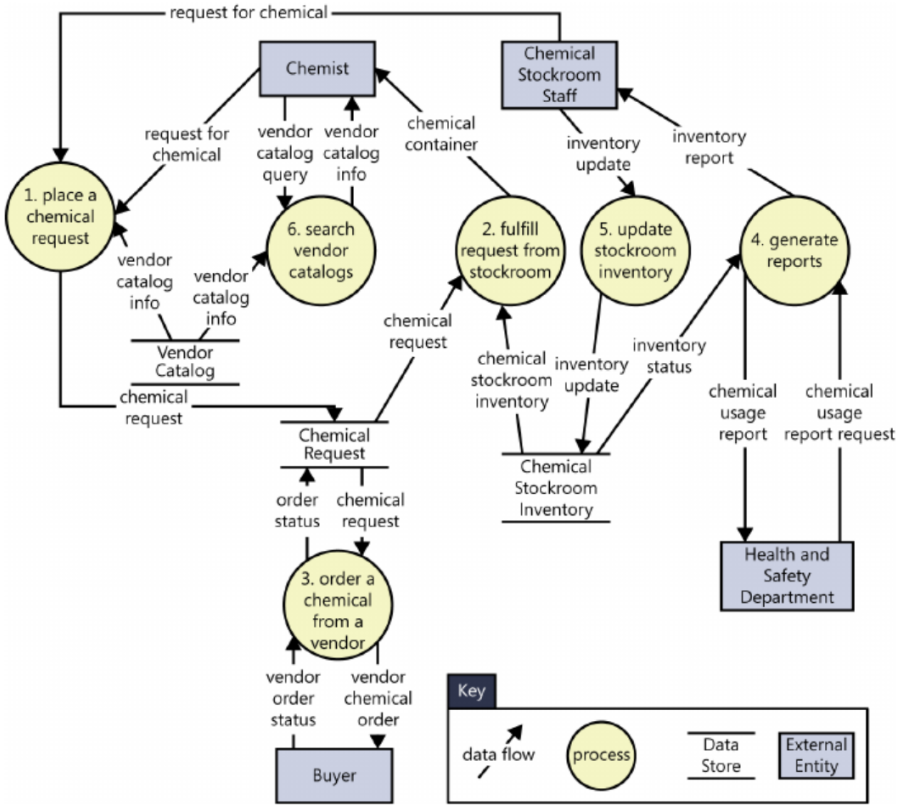 request for chemical
Chemist
Chemical
Stockroom
Staff
request for
chemical
vendor
catalog
query
vendor
catalog
info
chemical
container
inventory
update
inventory
report
1. place a
chemical
request
6. search
vendor
catalogs
2. fulfill
request from
stockroom
5. update
stockroom
inventory
4. generate
reports
vendor
catalog
info
vendor
catalog
info
Vendor
Catalog
chemical
request
chemical
request
chemical
stockroom
inventory
inventory
update
inventory
status
chemical
usage
report
chemical
usage
report request
Chemical
Request
Chemical
Stockroom
Inventory
order
status
chemical
request
Health and
Safety
Department
3. order a
chemical
from a
vendor
vendor
order
status
vendor
chemical
order
Buyer
Key
data flow
process
Data
Store
External
Entity